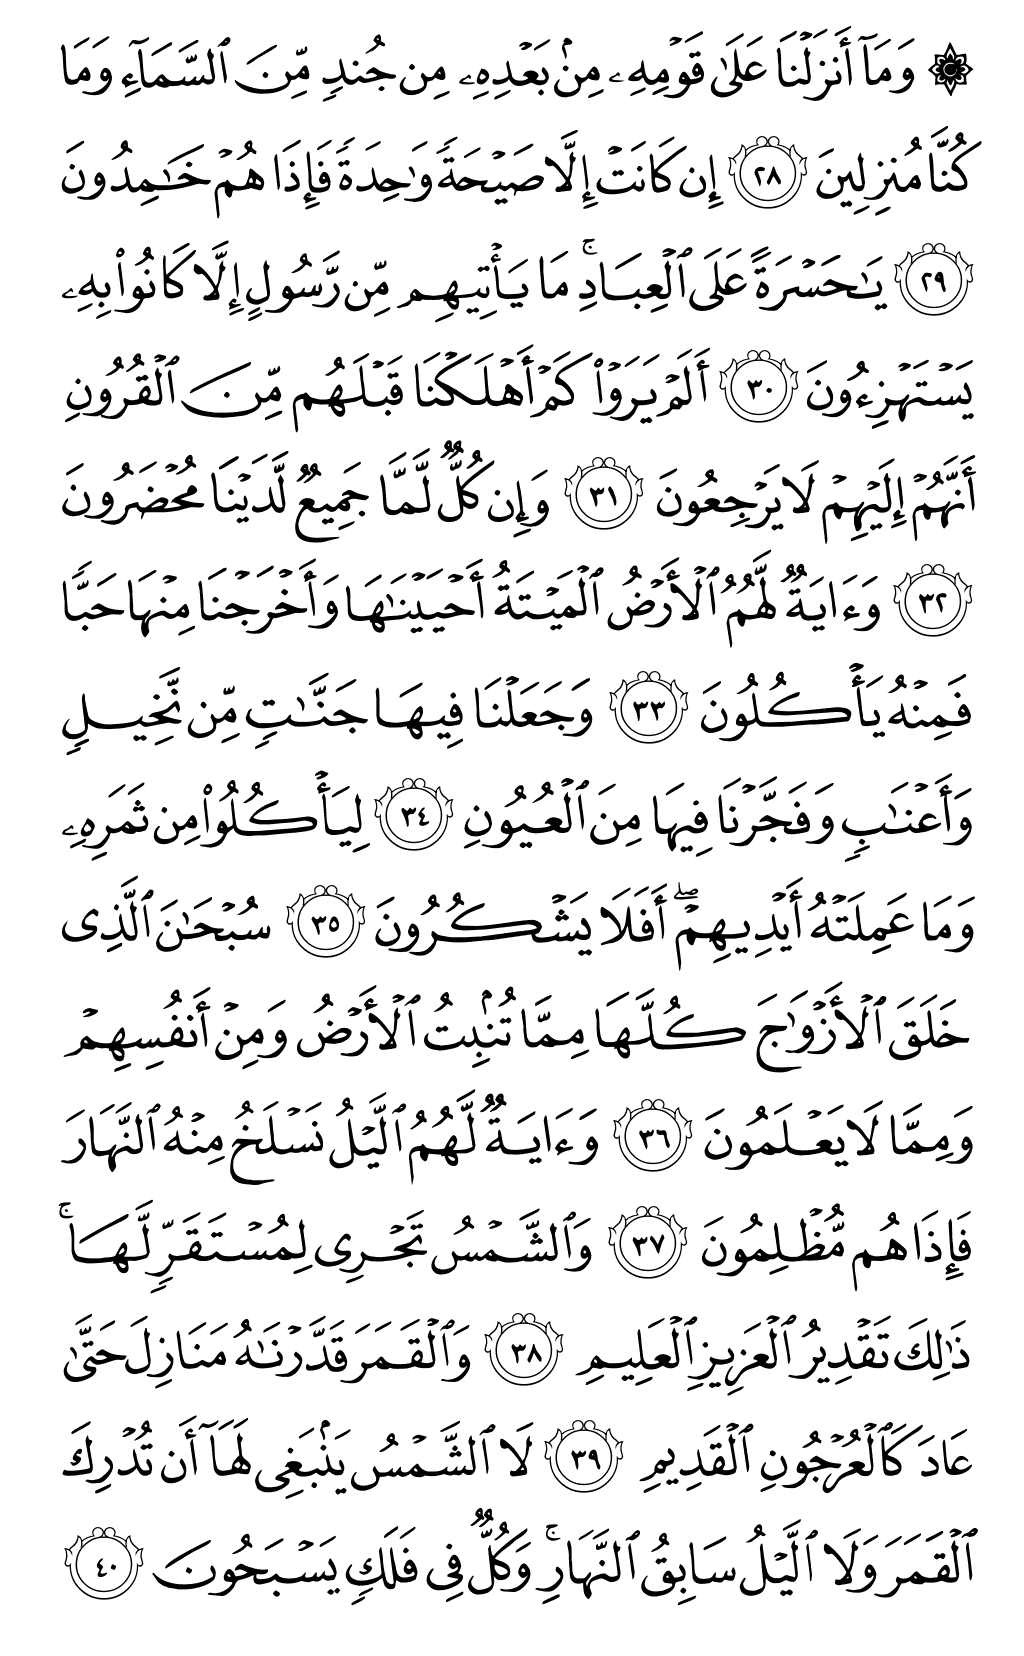 ۞ وَمَآ أَنزَلْنَا عَلَىٰ قَوْمِهِۦ مِنۢ بَعْدِهِۦ مِن جُندٍ مِّنَ ٱلسَّمَآءِ وَمَا
كُنَّا مُنزِلِينَ ٢٨ إِن كَانَتْ إِلَّا صَيْحَةً وَٰحِدَةً فَإِذَا هُمْ خَـٰمِدُونَ
٢٩ يَـٰحَسْرَةً عَلَى ٱلْعِبَادِ ۚ مَا يَأْتِيهِم مِّن رَّسُولٍ إِلَّا كَانُوا۟ بِهِۦ
يَسْتَهْزِءُونَ ٣٠ أَلَمْ يَرَوْا۟ كَمْ أَهْلَكْنَا قَبْلَهُم مِّنَ ٱلْقُرُونِ
أَنَّهُمْ إِلَيْهِمْ لَا يَرْجِعُونَ ٣١ وَإِن كُلٌّ لَّمَّا جَمِيعٌ لَّدَيْنَا مُحْضَرُونَ
٣٢ وَءَايَةٌ لَّهُمُ ٱلْأَرْضُ ٱلْمَيْتَةُ أَحْيَيْنَـٰهَا وَأَخْرَجْنَا مِنْهَا حَبًّا
فَمِنْهُ يَأْكُلُونَ ٣٣ وَجَعَلْنَا فِيهَا جَنَّـٰتٍ مِّن نَّخِيلٍ
وَأَعْنَـٰبٍ وَفَجَّرْنَا فِيهَا مِنَ ٱلْعُيُونِ ٣٤ لِيَأْكُلُوا۟ مِن ثَمَرِهِۦ
وَمَا عَمِلَتْهُ أَيْدِيهِمْ ۖ أَفَلَا يَشْكُرُونَ ٣٥ سُبْحَـٰنَ ٱلَّذِى
خَلَقَ ٱلْأَزْوَٰجَ كُلَّهَا مِمَّا تُنۢبِتُ ٱلْأَرْضُ وَمِنْ أَنفُسِهِمْ
وَمِمَّا لَا يَعْلَمُونَ ٣٦ وَءَايَةٌ لَّهُمُ ٱلَّيْلُ نَسْلَخُ مِنْهُ ٱلنَّهَارَ
فَإِذَا هُم مُّظْلِمُونَ ٣٧ وَٱلشَّمْسُ تَجْرِى لِمُسْتَقَرٍّ لَّهَا ۚ
ذَٰلِكَ تَقْدِيرُ ٱلْعَزِيزِ ٱلْعَلِيمِ ٣٨ وَٱلْقَمَرَ قَدَّرْنَـٰهُ مَنَازِلَ حَتَّىٰ
عَادَ كَٱلْعُرْجُونِ ٱلْقَدِيمِ ٣٩ لَا ٱلشَّمْسُ يَنۢبَغِى لَهَآ أَن تُدْرِكَ
ٱلْقَمَرَ وَلَا ٱلَّيْلُ سَابِقُ ٱلنَّهَارِ ۚ وَكُلٌّ فِى فَلَكٍ يَسْبَحُونَ ٤٠